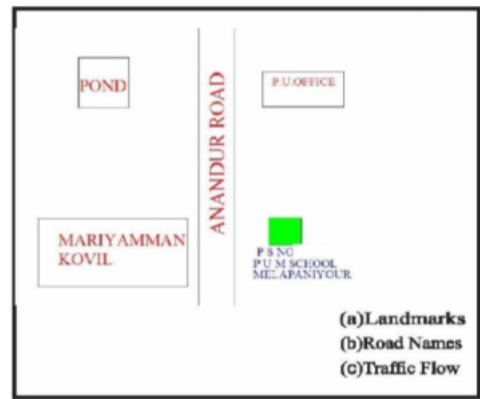 POND
P.U.OFFICE
ANANDUR ROAD
MARIYAMMAN
KOVIL
P S NO
P U M SCHOOL
MELAPANIYOUR
(a)Landmarks
(b)Road Names
(c)Traffic Flow